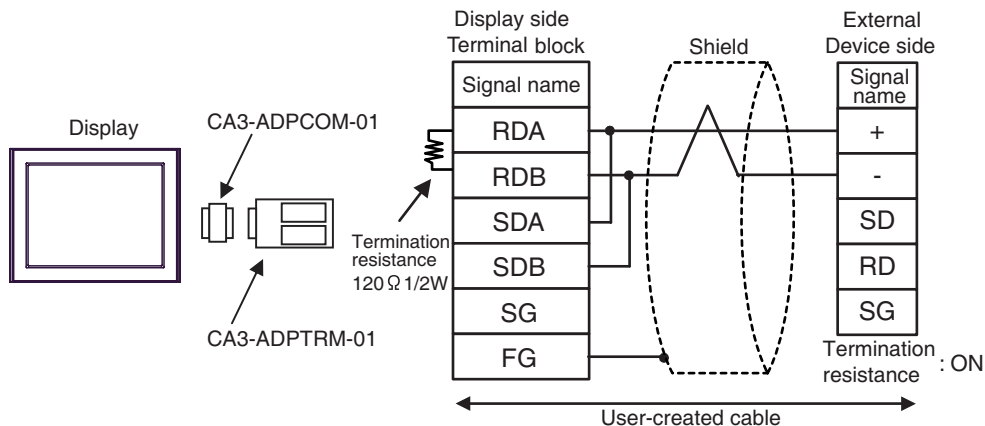 Display
CA3-ADPCOM-01
CA3-ADPTRM-01
Termination
resistance
120Ω1/2W
Display side
Terminal block
Signal name
RDA
RDB
SDA
SDB
SG
FG
Shield
External
Device side
Signal
name
+
-
SD
RD
SG
Termination
resistance : ON
User-created cable